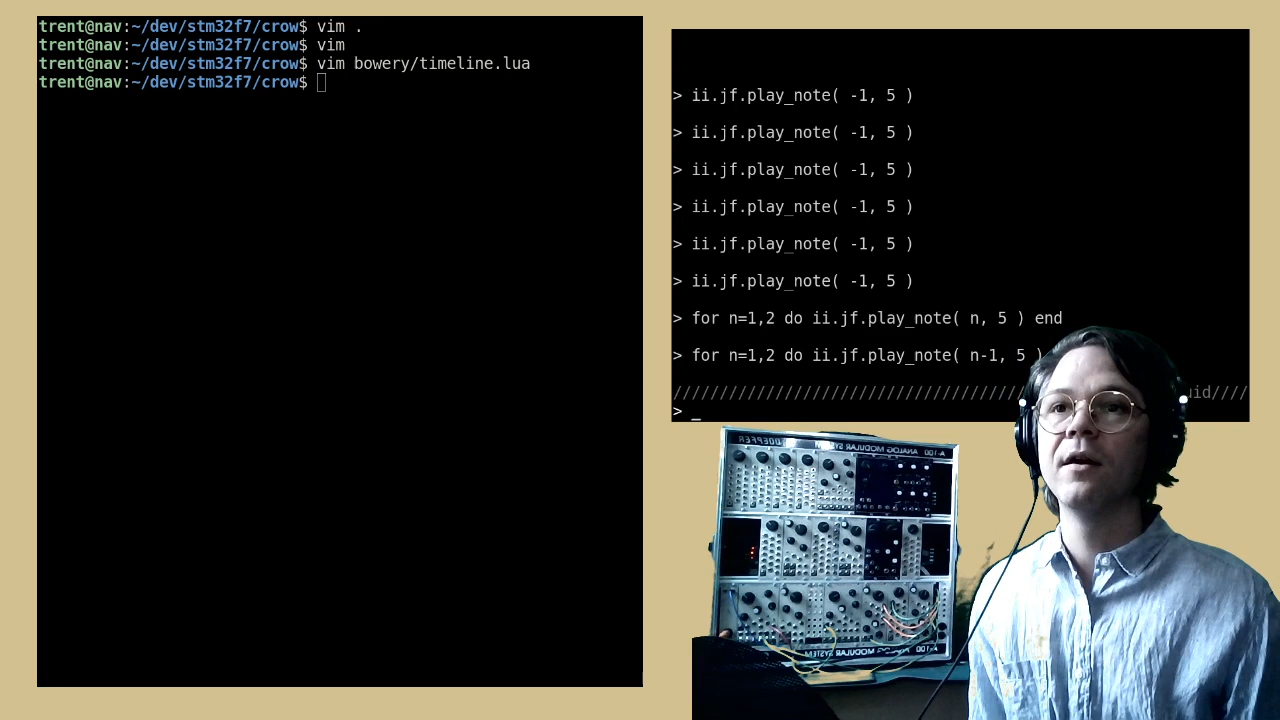 trent@nav:~/dev/stm32f7/crow$ vim .
trent@nav:~/dev/stm32f7/crow$ vim
trent@nav:~/dev/stm32f7/crow$ vim bowery/timeline.lua
trent@nav:~/dev/stm32f7/crow$
> ii.jf.play_note( -1, 5 )
> ii.jf.play_note( -1, 5 )
> ii.jf.play_note( -1, 5 )
> ii.jf.play_note( -1, 5 )
> ii.jf.play_note( -1, 5 )
> ii.jf.play_note( -1, 5 )
> for n=1,2 do ii.jf.play_note( n, 5 ) end
> for n=1,2 do ii.jf.play_note( n-1, 5 )
//////////////////////////////////////
////
> _
DOEPFER
ANALOG MODULAR SYSTEM A-100
A-100 ANALOG MODULAR SYSTEM